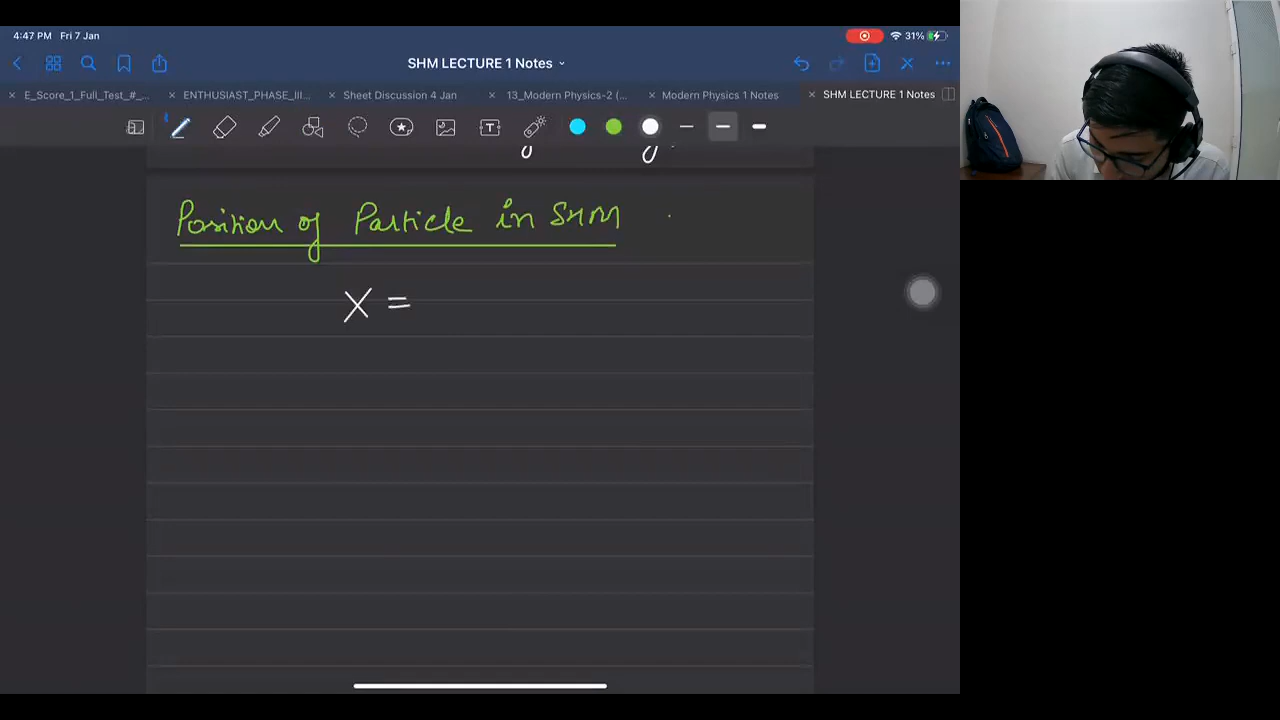 4:47 PM Fri 7 Jan
31%
SHM LECTURE 1 Notes
E_Score_1_Full_Test_#_...
ENTHUSIAST_PHASE_III...
Sheet Discussion 4 Jan
13_Modern Physics-2 (...
Modern Physics 1 Notes
SHM LECTURE 1 Notes
Position of Particle in SHM
X =